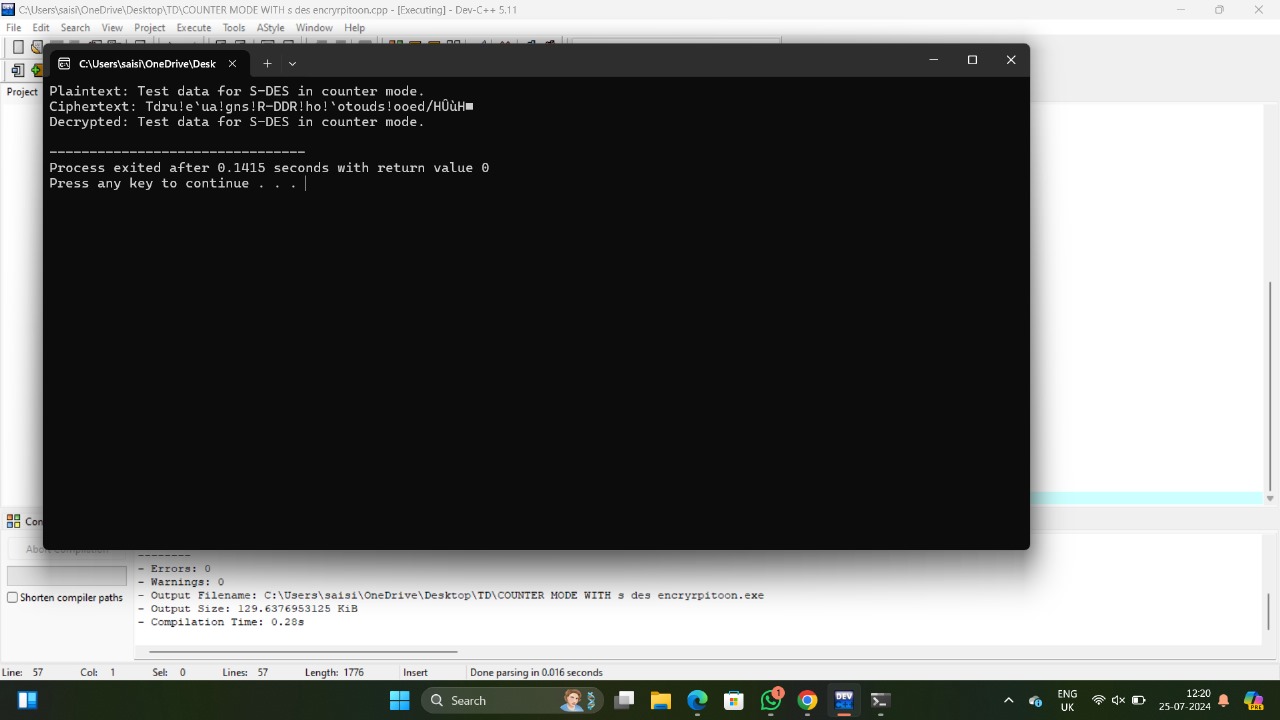 C:\Users\saisi\OneDrive\Desktop\TD\COUNTER MODE WITH s des encryrpitoon.cpp - [Executing] - Dev-C++ 5.11
File Edit Search View Project Execute Tools AStyle Window Help
C:\Users\saisi\OneDrive\Desk
Project
Plaintext: Test data for S-DES in counter mode.
Ciphertext: Tdru!e`ua!gns!R-DDR!ho!`otouds!ooed/HÛùH■
Decrypted: Test data for S-DES in counter mode.
--------------------------------
Process exited after 0.1415 seconds with return value 0
Press any key to continue . . .
Con
Abort Compilation
Shorten compiler paths
--------
- Errors: 0
- Warnings: 0
- Output Filename: C:\Users\saisi\OneDrive\Desktop\TD\COUNTER MODE WITH s des encryrpitoon.exe
- Output Size: 129.6376953125 KiB
- Compilation Time: 0.28s
Line: 57 Col: 1 Sel: 0 Lines: 57 Length: 1776 Insert Done parsing in 0.016 seconds
Search
DEV
1
ENG
UK
12:20
25-07-2024
PRE